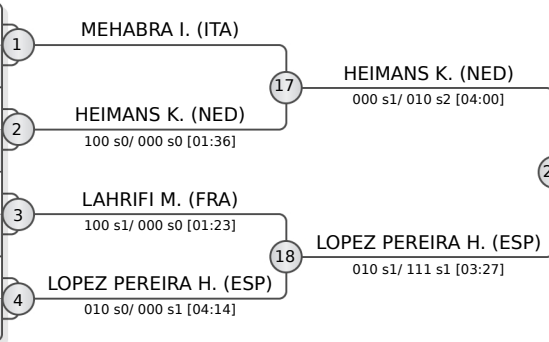 MEHABRA I. (ITA)
1
17
HEIMANS K. (NED)
000 s1/ 010 s2 [04:00]
HEIMANS K. (NED)
2
100 s0/ 000 s0 [01:36]
LAHRIFI M. (FRA)
3
100 s1/ 000 s0 [01:23]
18
LOPEZ PEREIRA H. (ESP)
010 s1/ 111 s1 [03:27]
LOPEZ PEREIRA H. (ESP)
4
010 s0/ 000 s1 [04:14]